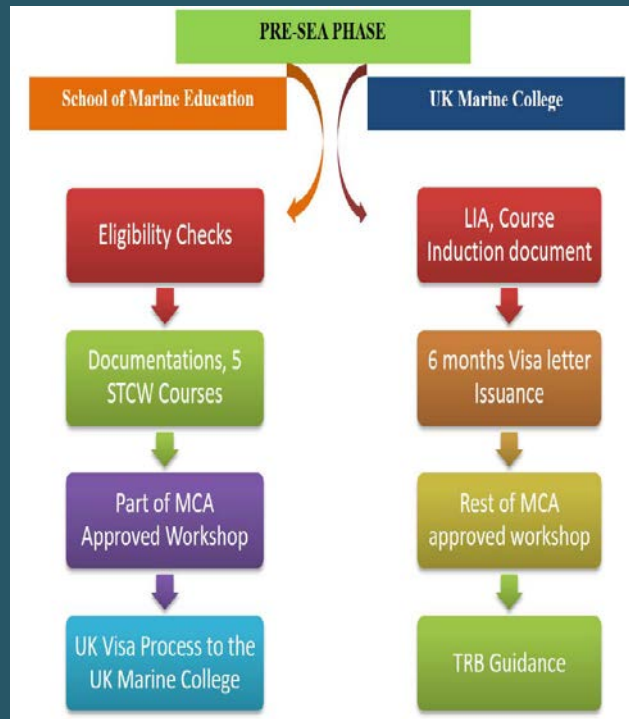 PRE-SEA PHASE
School of Marine Education
Eligibility Checks
Documentations, 5
STCW Courses
Part of MCA
Approved Workshop
UK Visa Process to the
UK Marine College
UK Marine College
LIA, Course
Induction document
6 months Visa letter
Issuance
Rest of MCA
approved workshop
TRB Guidance